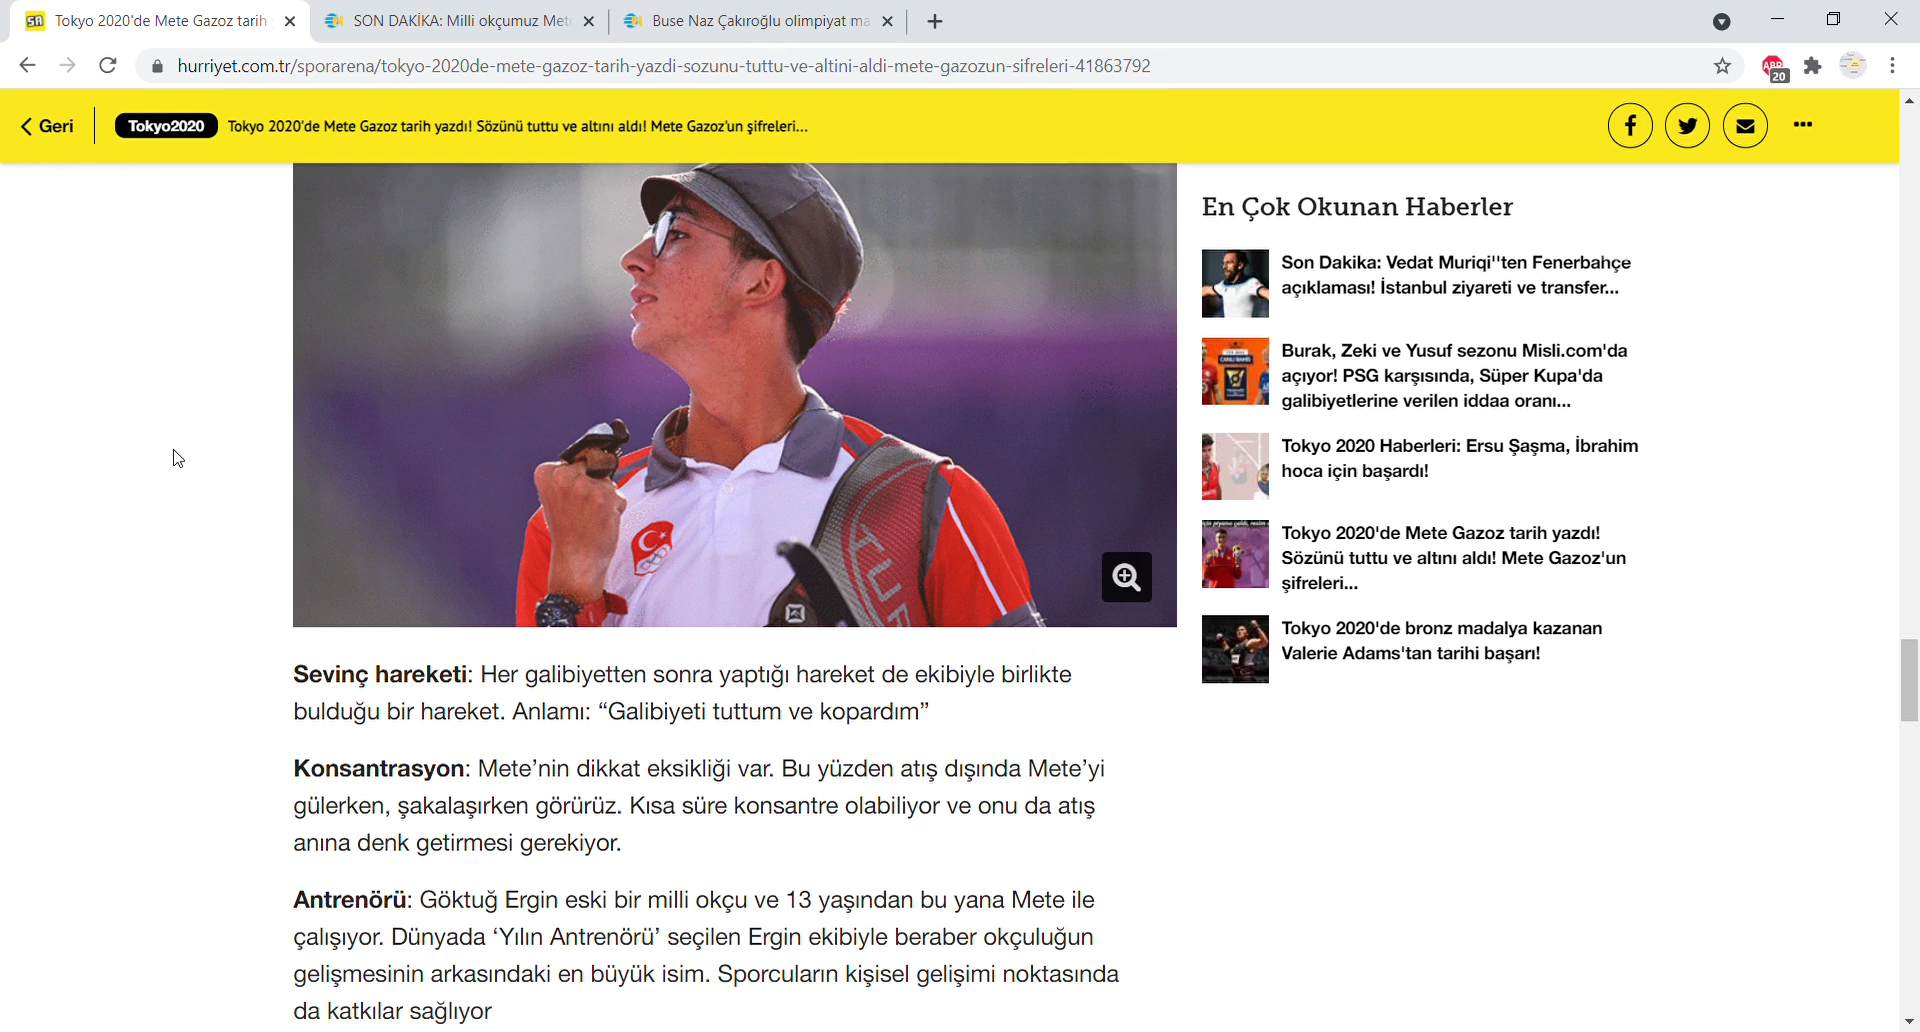 Tokyo 2020'de Mete Gazoz tarih
SON DAKİKA: Milli okçumuz Met
Buse Naz Çakıroğlu olimpiyat ma
hurriyet.com.tr/sporarena/tokyo-2020de-mete-gazoz-tarih-yazdi-sozunu-tuttu-ve-altini-aldi-mete-gazozun-sifreleri-41863792
ABP
20
Geri
Tokyo2020
Tokyo 2020'de Mete Gazoz tarih yazdı! Sözünü tuttu ve altını aldı! Mete Gazoz'un şifreleri...
En Çok Okunan Haberler
Son Dakika: Vedat Muriqi''ten Fenerbahçe
açıklaması! İstanbul ziyareti ve transfer...
Burak, Zeki ve Yusuf sezonu Misli.com'da
açıyor! PSG karşısında, Süper Kupa'da
galibiyetlerine verilen iddaa oranı...
Tokyo 2020 Haberleri: Ersu Şaşma, İbrahim
hoca için başardı!
Tokyo 2020'de Mete Gazoz tarih yazdı!
Sözünü tuttu ve altını aldı! Mete Gazoz'un
şifreleri...
Tokyo 2020'de bronz madalya kazanan
Valerie Adams'tan tarihi başarı!
TUR
Sevinç hareketi: Her galibiyetten sonra yaptığı hareket de ekibiyle birlikte
bulduğu bir hareket. Anlamı: “Galibiyeti tuttum ve kopardım”
Konsantrasyon: Mete’nin dikkat eksikliği var. Bu yüzden atış dışında Mete’yi
gülerken, şakalaşırken görürüz. Kısa süre konsantre olabiliyor ve onu da atış
anına denk getirmesi gerekiyor.
Antrenörü: Göktuğ Ergin eski bir milli okçu ve 13 yaşından bu yana Mete ile
çalışıyor. Dünyada ‘Yılın Antrenörü’ seçilen Ergin ekibiyle beraber okçuluğun
gelişmesinin arkasındaki en büyük isim. Sporcuların kişisel gelişimi noktasında
da katkılar sağlıyor